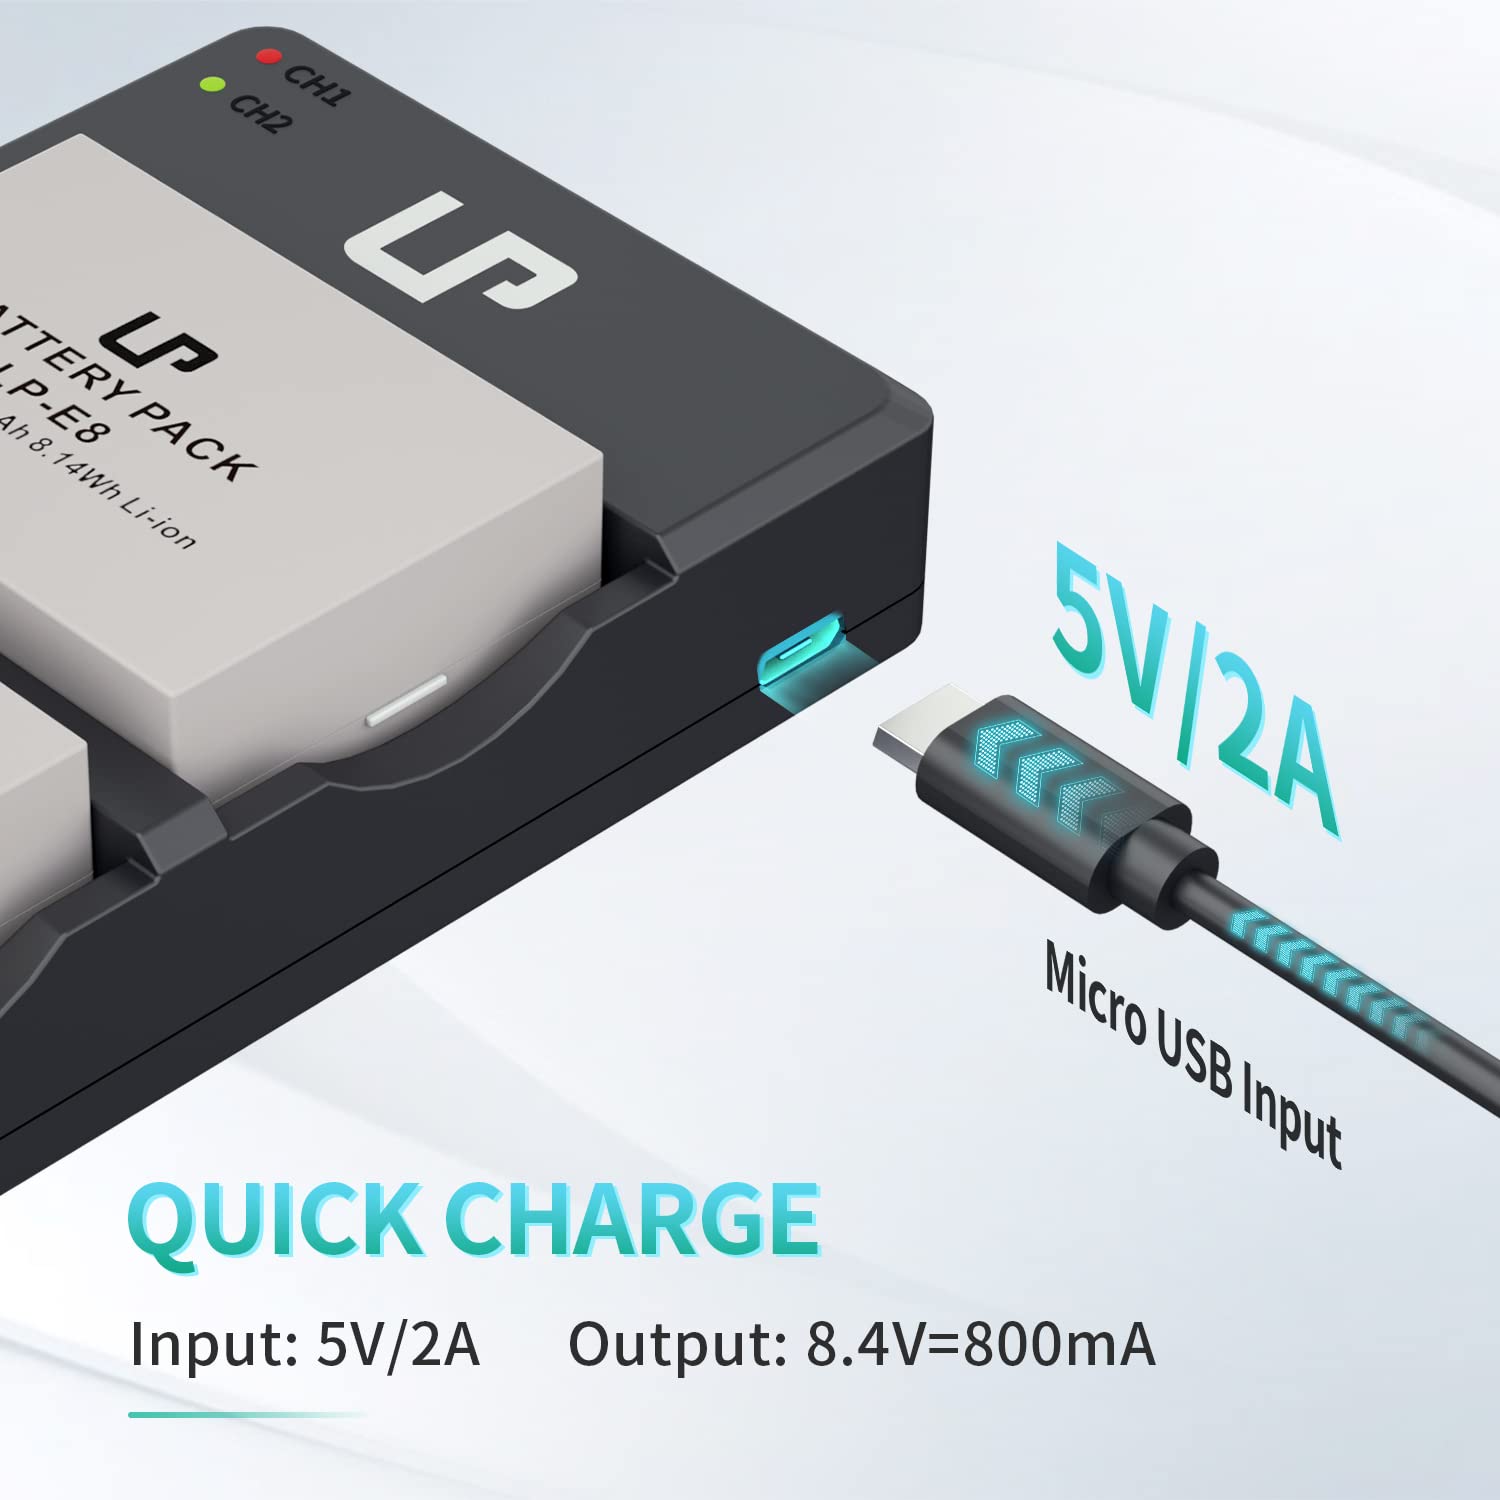 CH1
CH2
LP
LP
ATTERY PACK
LP-E8
Ah 8.14Wh Li-ion
5V/2A
Micro USB Input
QUICK CHARGE
Input: 5V/2A Output: 8.4V=800mA